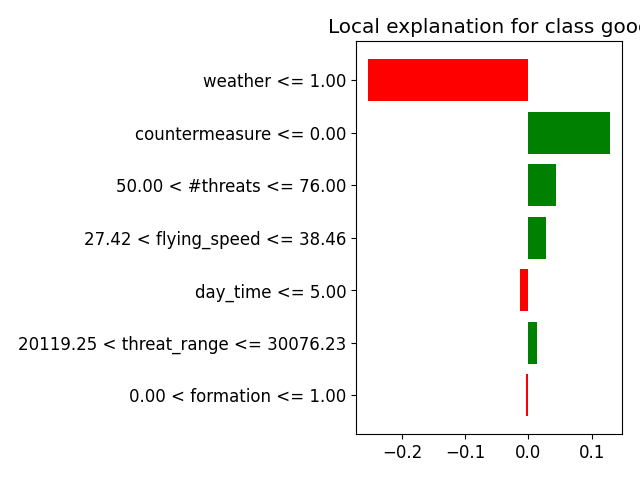 Local explanation for class good
weather <= 1.00
countermeasure <= 0.00
50.00 < #threats <= 76.00
27.42 < flying_speed <= 38.46
day_time <= 5.00
20119.25 < threat_range <= 30076.23
0.00 < formation <= 1.00
−0.2 −0.1 0.0 0.1